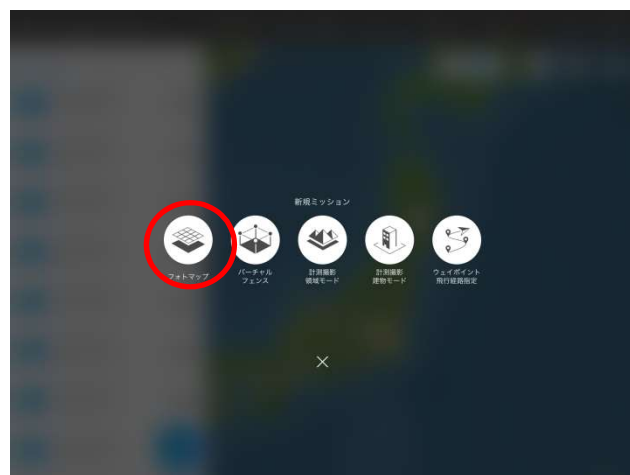 新規ミッション
フォトマップ
バーチャル
フェンス
計測撮影
領域モード
計測撮影
建物モード
ウェイポイント
飛行経路指定